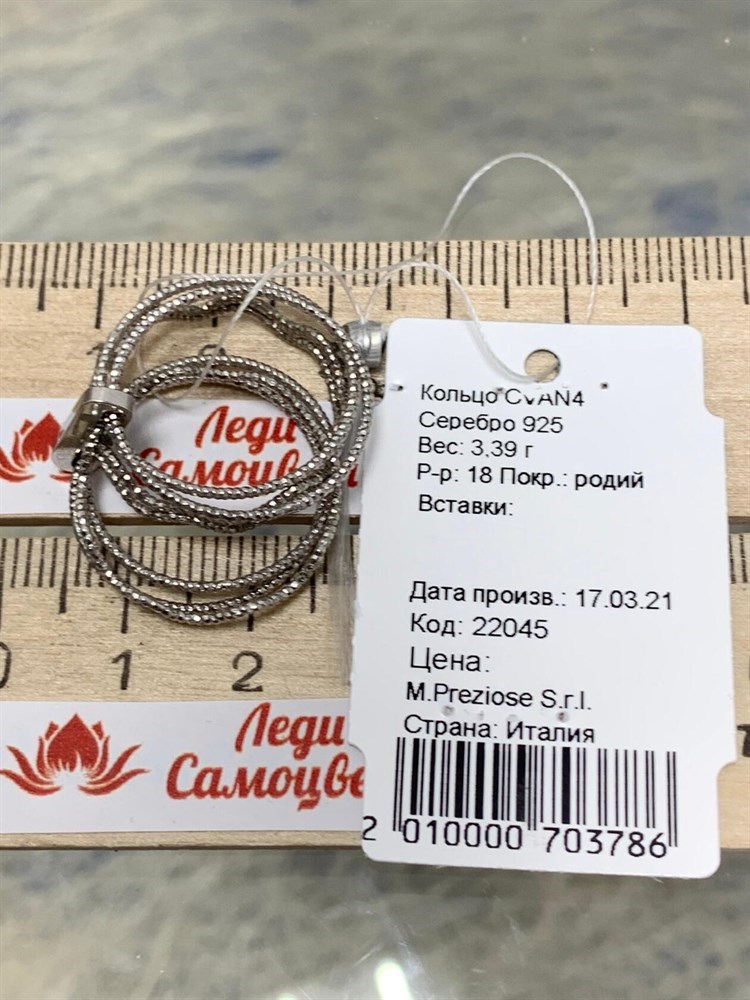 Леди
Самоцв
Кольцо CVAN4
Серебро 925
Вес: 3,39 г
Р-р: 18 Покр.: родий
Вставки:
Дата произв.: 17.03.21
Код: 22045
Цена:
M.Preziose S.r.l.
Страна: Италия
2 010000 703786
0 1 2
Леди
Самоцве